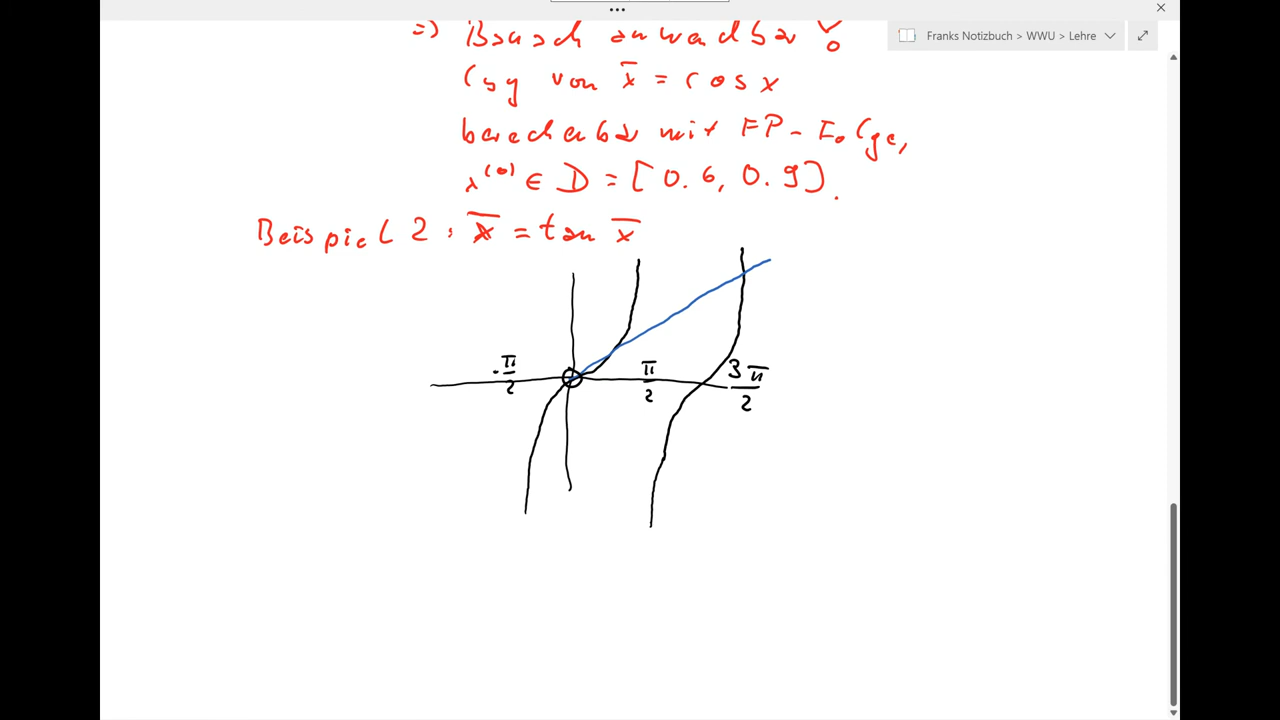 Franks Notizbuch > WWU > Lehre
=) Banach anwendbar !
Lsg von x̄ = cos x
berechenbar mit FP-Folge,
x⁽⁰⁾ ∈ D = [0.6, 0.9].
Beispiel 2: x̄ = tan x̄
-π/2
π/2
3π/2